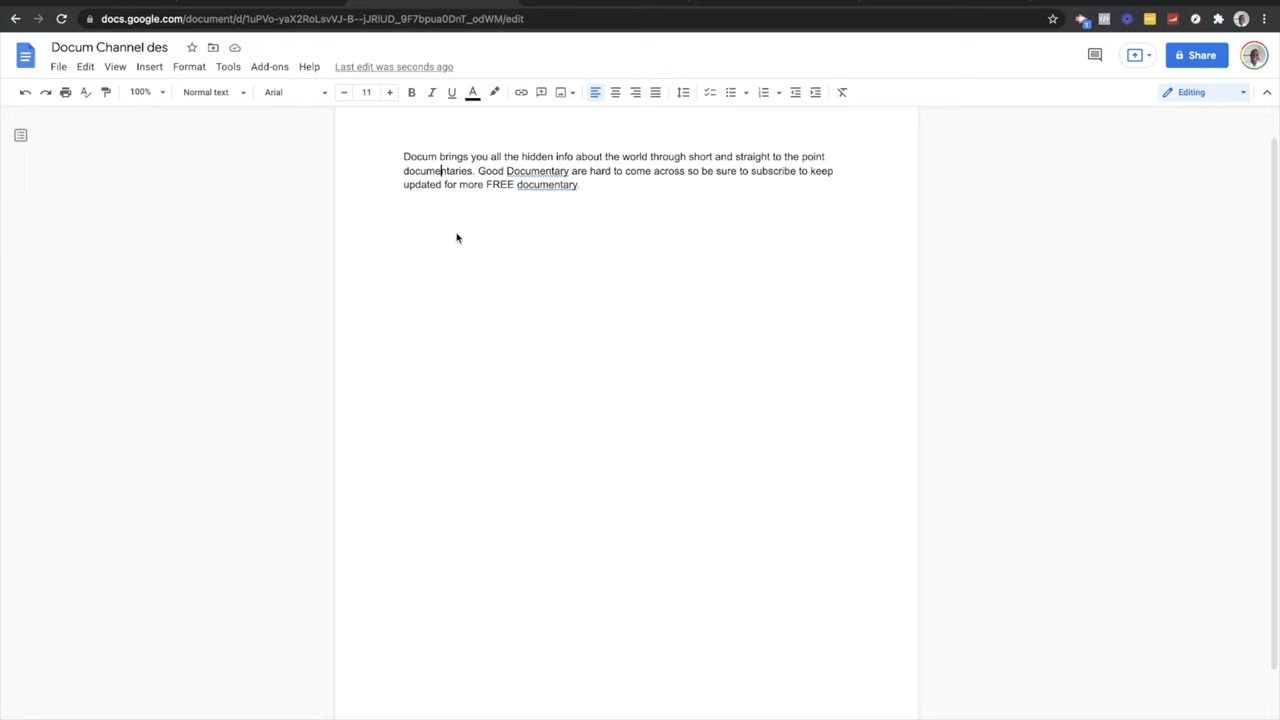 docs.google.com/document/d/1uPVo-yaX2RoLsvVJ-B--jJRlUD_9F7bpua0DnT_odWM/edit
Docum Channel des
File Edit View Insert Format Tools Add-ons Help Last edit was seconds ago
Share
100% Normal text Arial 11 Editing
Docum brings you all the hidden info about the world through short and straight to the point
documentaries. Good Documentary are hard to come across so be sure to subscribe to keep
updated for more FREE documentary.